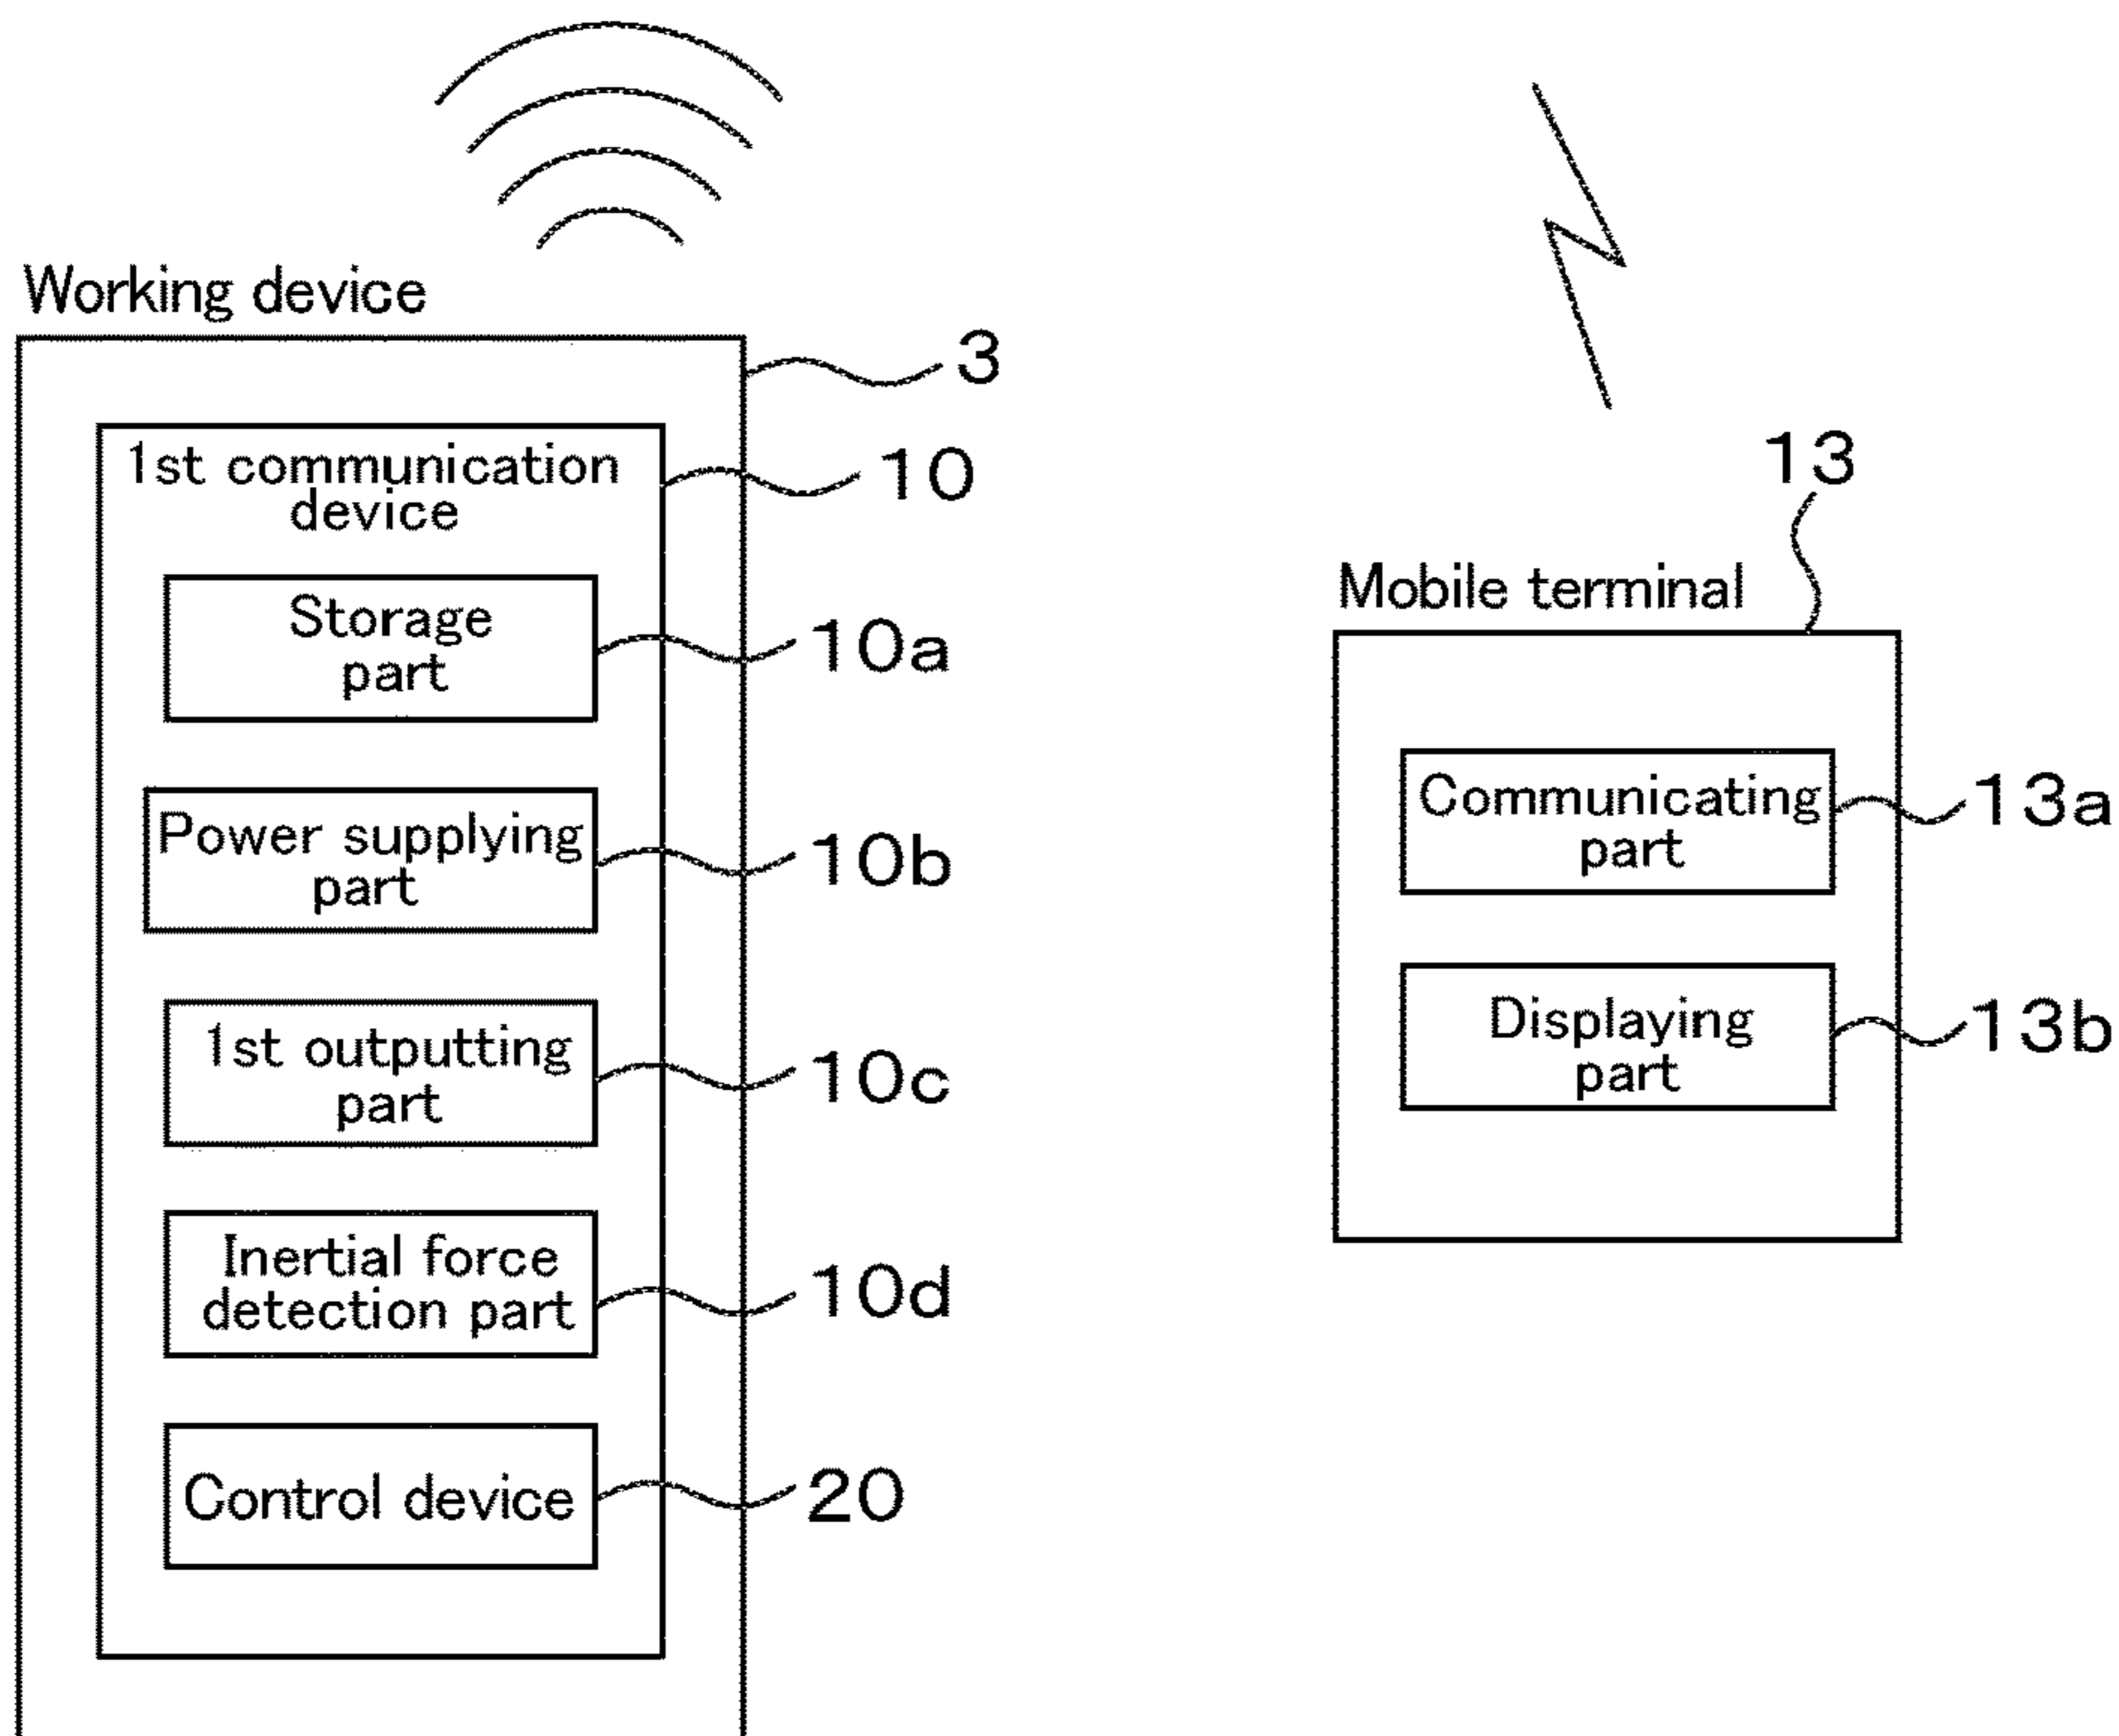 Working device
3
1st communication
device
10
Storage
part
10a
Power supplying
part
10b
1st outputting
part
10c
Inertial force
detection part
10d
Control device
20
13
Mobile terminal
Communicating
part
13a
Displaying
part
13b